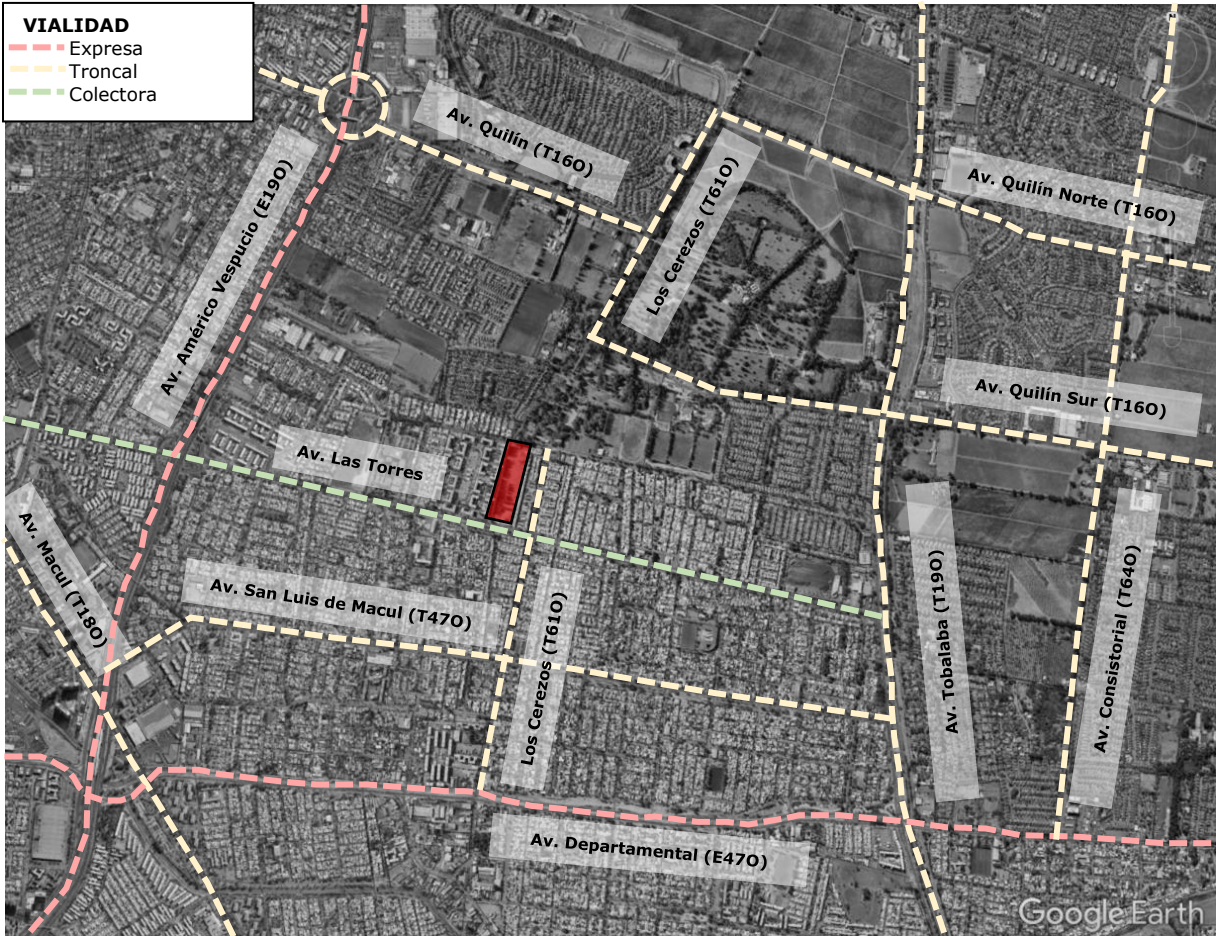 VIALIDAD
Expresa
Troncal
Colectora
Av. Quilín (T16O)
Av. Américo Vespucio (E19O)
Los Cerezos (T61O)
Av. Quilín Norte (T16O)
Av. Quilín Sur (T16O)
Av. Las Torres
Av. Macul (T18O)
Av. San Luis de Macul (T47O)
Los Cerezos (T61O)
Av. Tobalaba (T19O)
Av. Consistorial (T64O)
Av. Departamental (E47O)
Google Earth